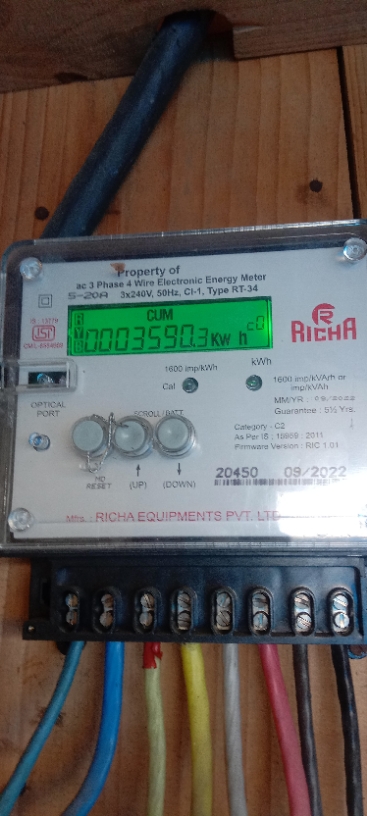 Property of
ac 3 Phase 4 Wire Electronic Energy Meter
5-20A 3x240V, 50Hz, Cl-1, Type RT-34
CUM
R
Y
B
0003590.3 Kw h c0
RICHA
1600 imp/kWh
kWh
Cal
1600 imp/kVArh or
imp/kVAh
OPTICAL
PORT
SCROLL / BATT
MM/YR : 09/2022
Guarantee : 5½ Yrs.
Category - C2
As Per IS : 2011
Firmware Version : RIC 1.01
MD
RESET
(UP)
(DOWN)
20450 09/2022
Mfrs. : RICHA EQUIPMENTS PVT. LTD